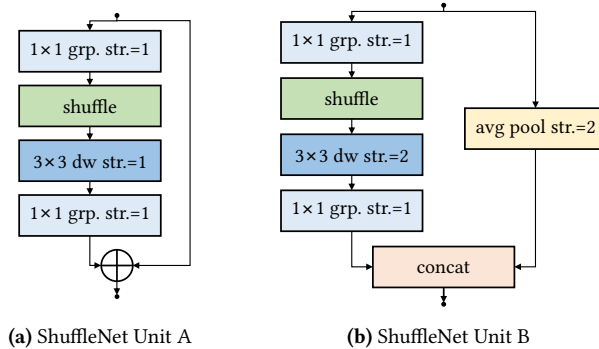 1×1 grp. str.=1
shuffle
3×3 dw str.=1
1×1 grp. str.=1
(a) ShuffleNet Unit A
1×1 grp. str.=1
shuffle
3×3 dw str.=2
1×1 grp. str.=1
avg pool str.=2
concat
(b) ShuffleNet Unit B